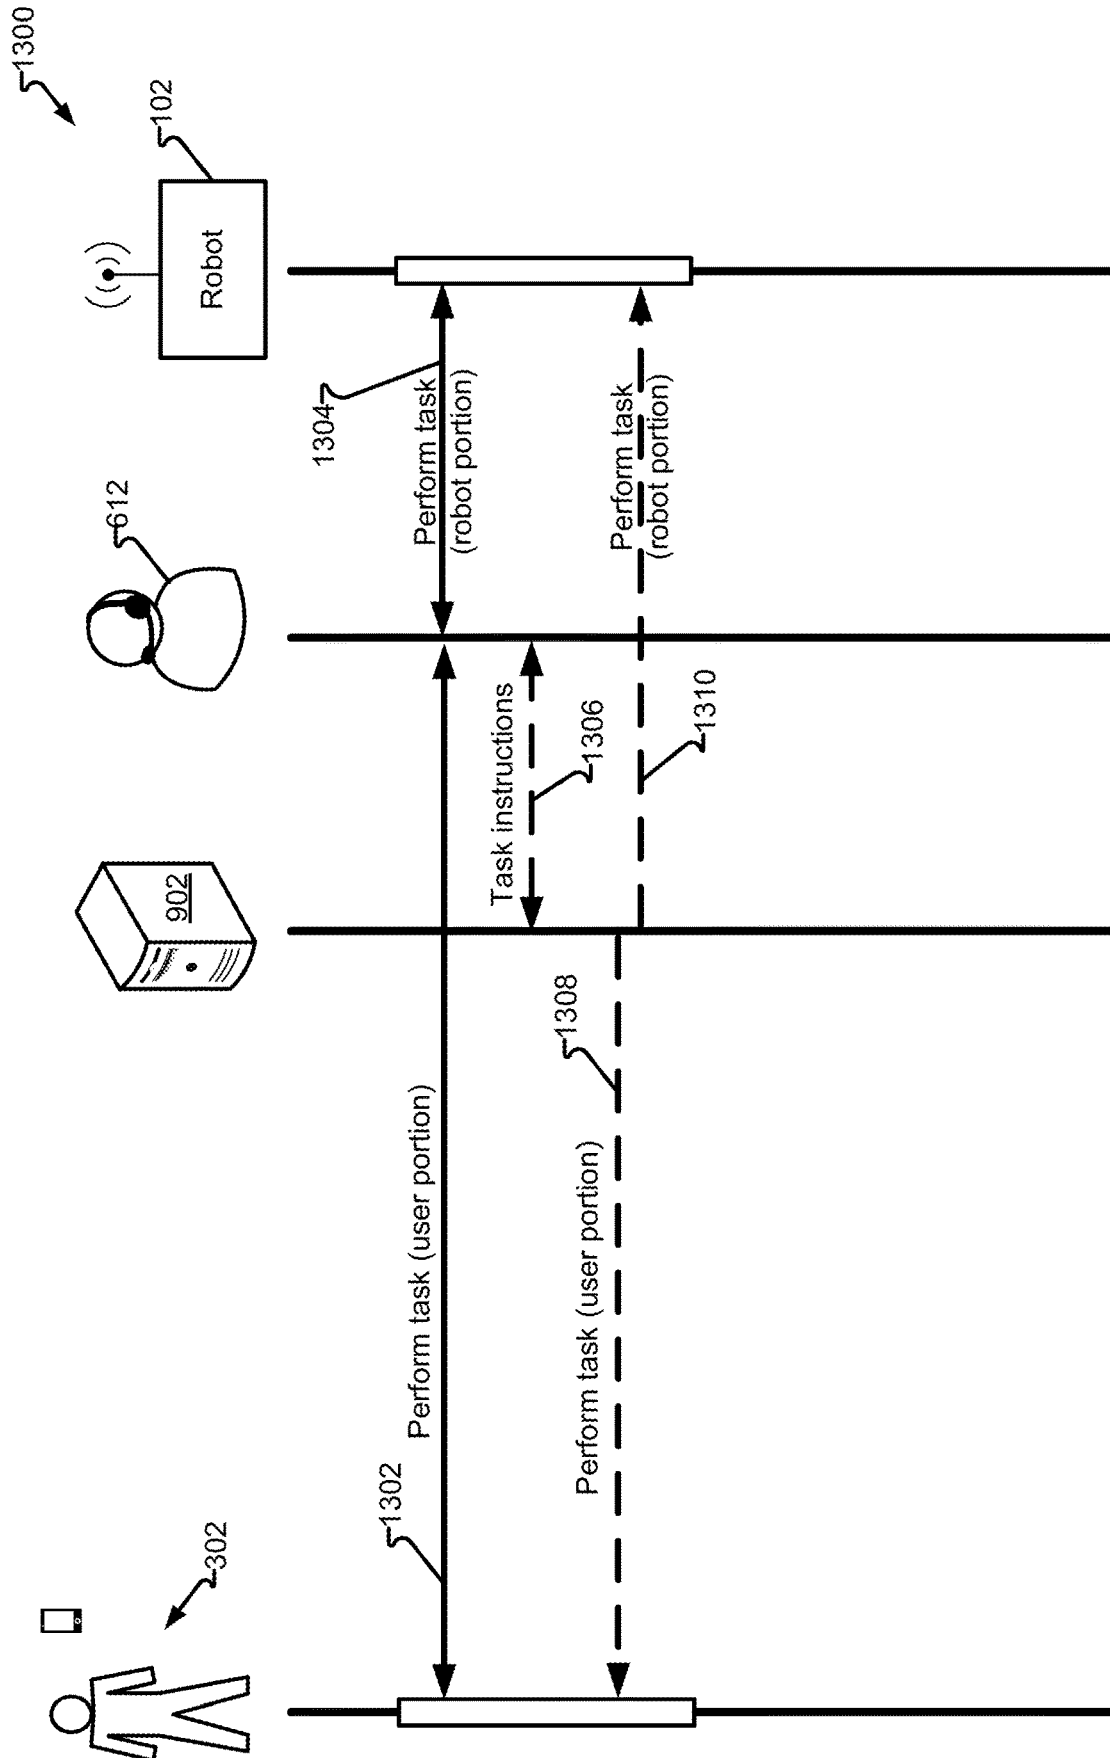 1300
302
902
612
102
Robot
1302
Perform task (user portion)
1304
Perform task
(robot portion)
Task instructions
1306
1308
Perform task (user portion)
1310
Perform task
(robot portion)